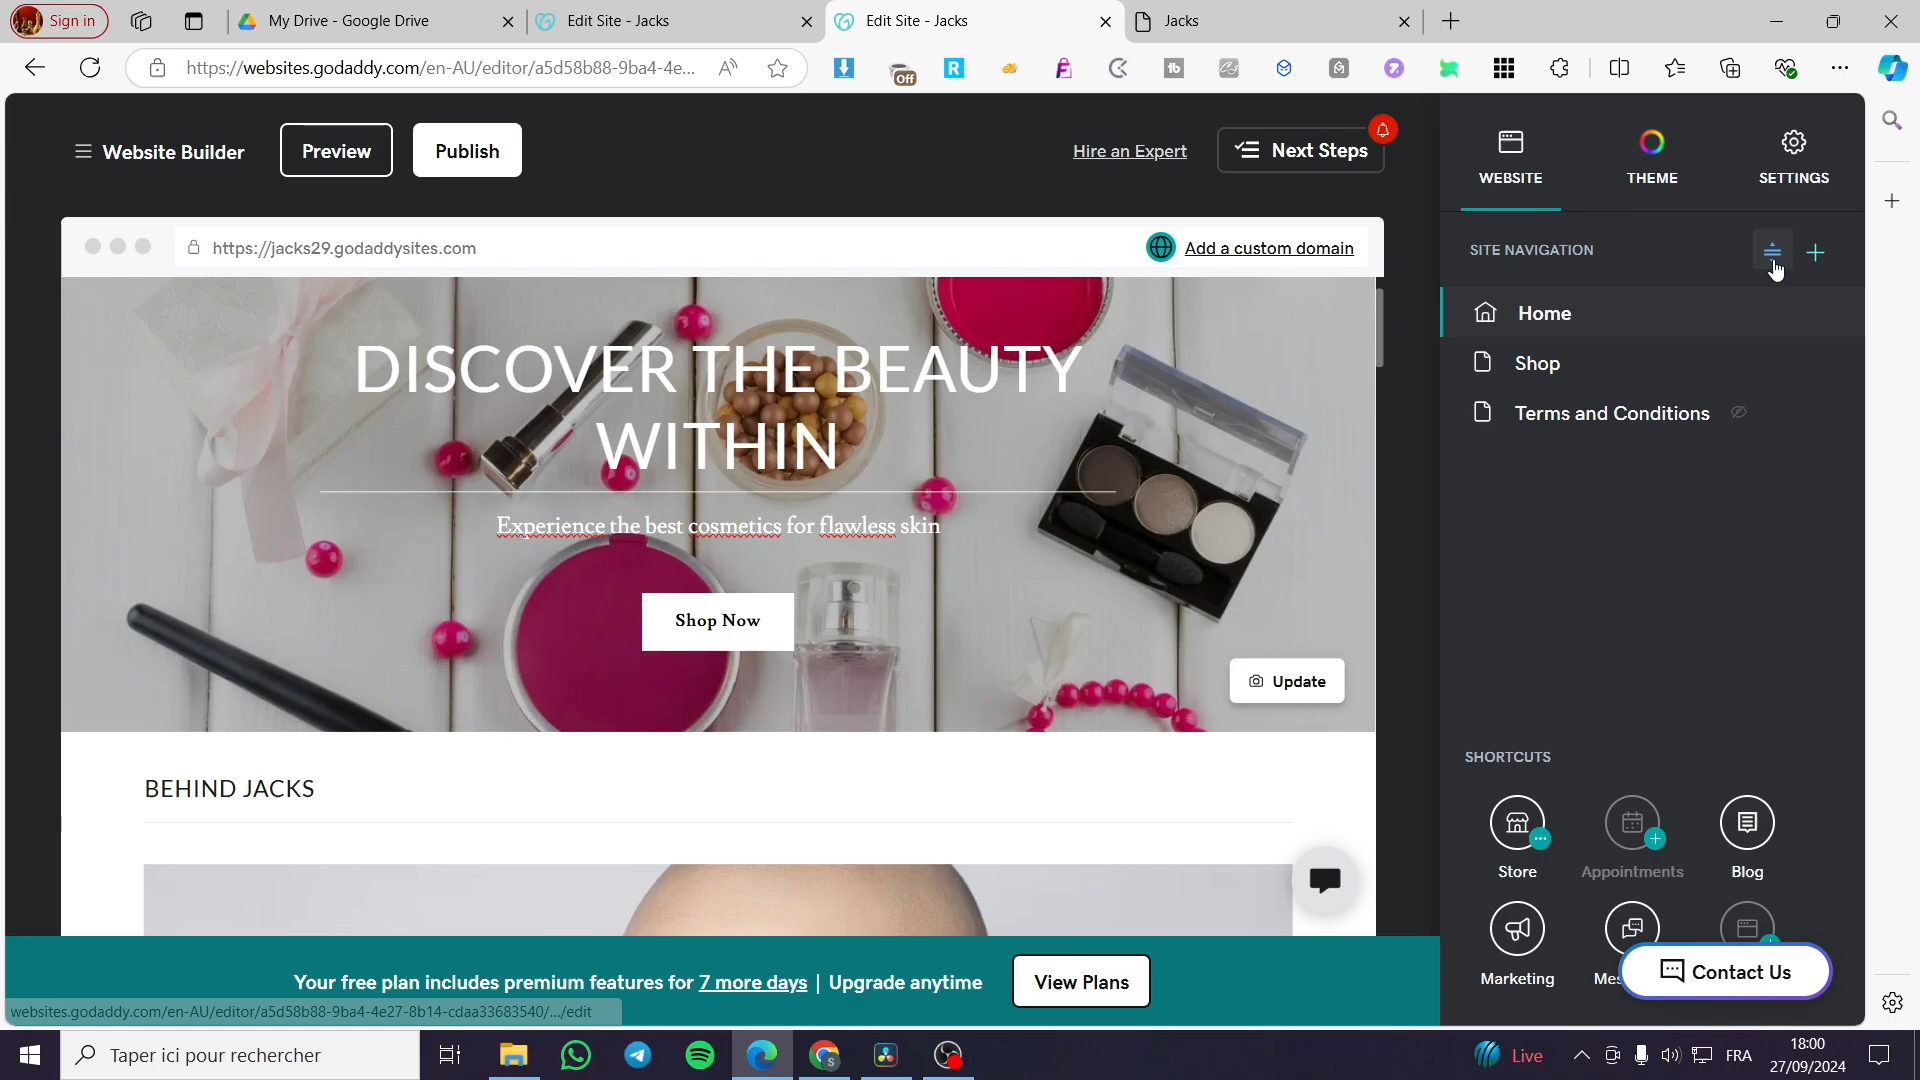 Sign in
My Drive - Google Drive
Edit Site - Jacks
Edit Site - Jacks
Jacks
https://websites.godaddy.com/en-AU/editor/a5d58b88-9ba4-4e...
Off
Website Builder
Preview
Publish
Hire an Expert
Next Steps
WEBSITE
THEME
SETTINGS
https://jacks29.godaddysites.com
Add a custom domain
SITE NAVIGATION
Home
Shop
Terms and Conditions
DISCOVER THE BEAUTY
WITHIN
Experience the best cosmetics for flawless skin
Shop Now
Update
BEHIND JACKS
SHORTCUTS
Store
Appointments
Blog
Marketing
Contact Us
Your free plan includes premium features for 7 more days | Upgrade anytime
View Plans
websites.godaddy.com/en-AU/editor/a5d58b88-9ba4-4e27-8b14-cdaa33683540/.../edit
Taper ici pour rechercher
Live
FRA
18:00
27/09/2024